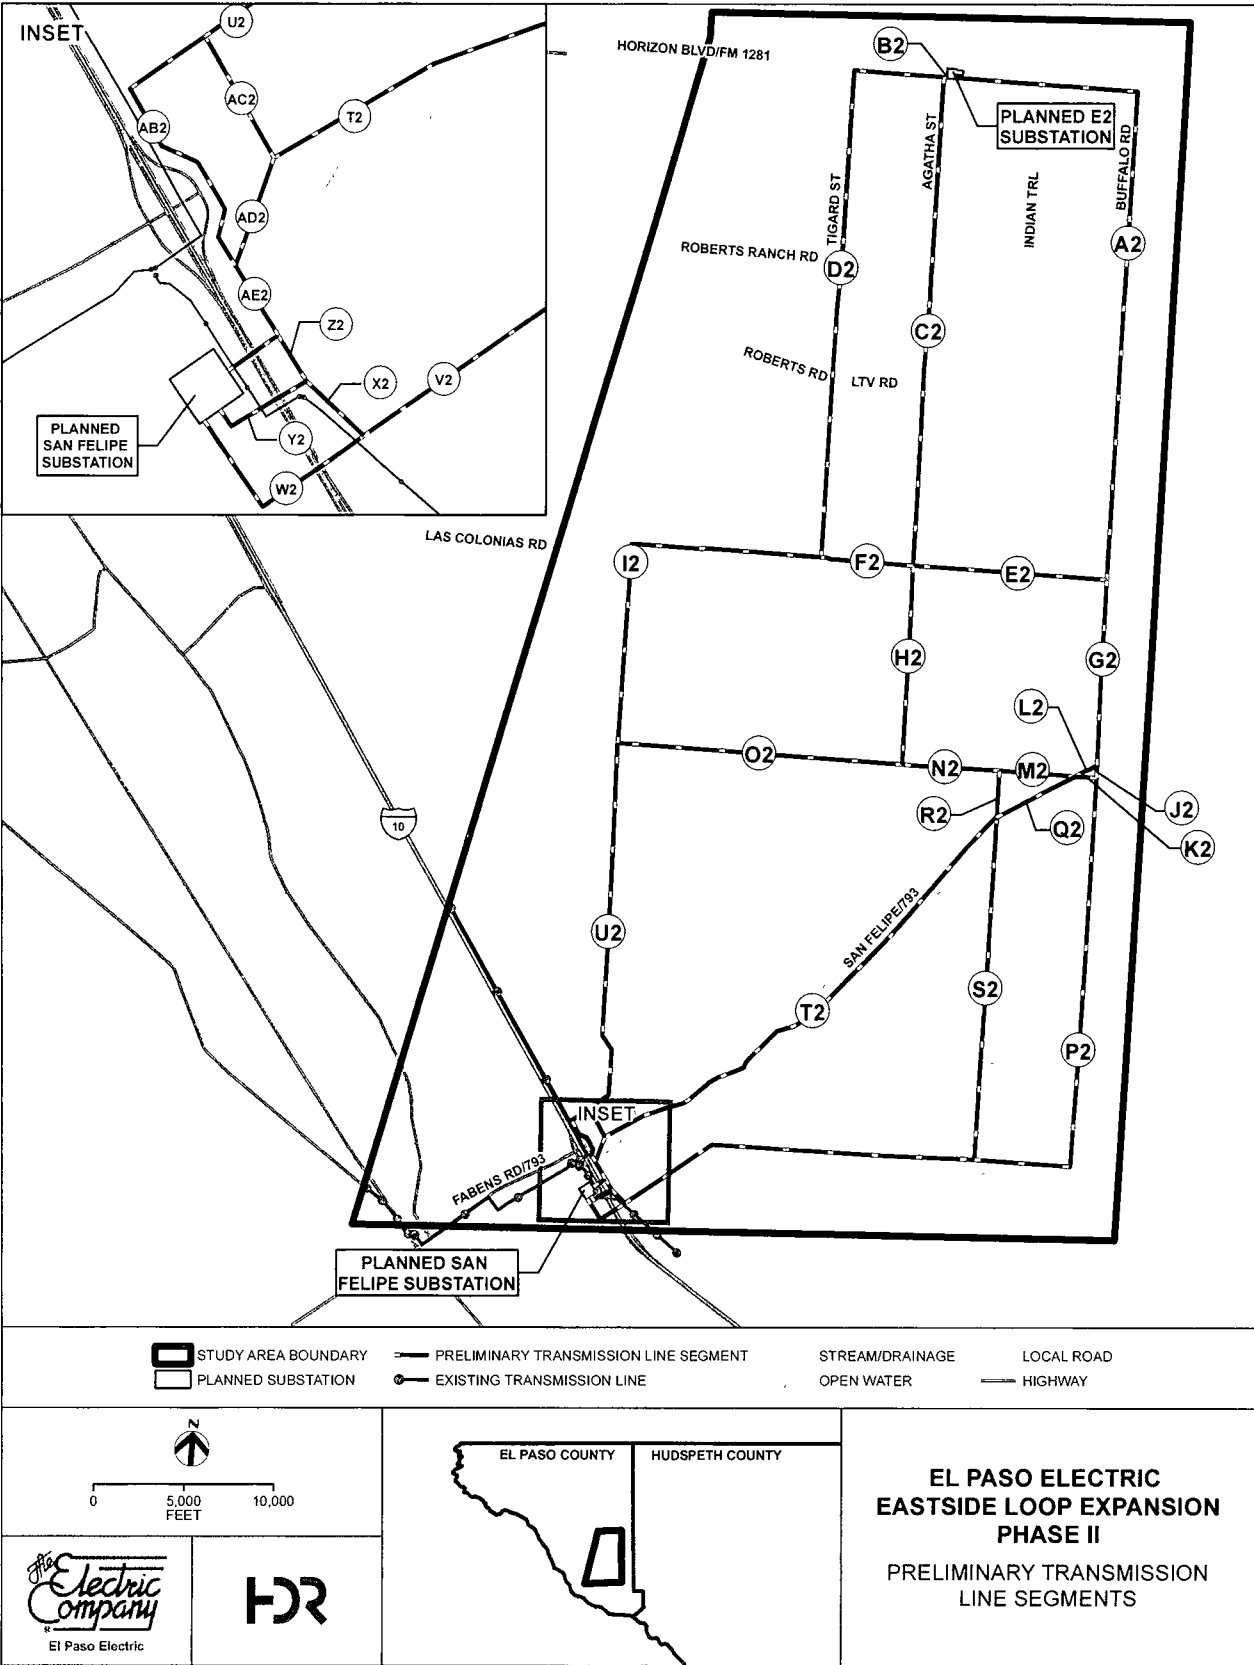 INSET
U2
AC2
T2
AB2
AD2
AE2
Z2
X2
V2
Y2
W2
PLANNED
SAN FELIPE
SUBSTATION
HORIZON BLVD/FM 1281
B2
PLANNED E2
SUBSTATION
AGATHA ST
TIGARD ST
INDIAN TRL
BUFFALO RD
A2
ROBERTS RANCH RD
D2
C2
ROBERTS RD
LTV RD
LAS COLONIAS RD
I2
F2
E2
H2
G2
L2
O2
N2
M2
R2
Q2
J2
K2
10
SAN FELIPE/793
U2
S2
T2
P2
INSET
FABENS RD/793
PLANNED SAN
FELIPE SUBSTATION
STUDY AREA BOUNDARY
PRELIMINARY TRANSMISSION LINE SEGMENT
STREAM/DRAINAGE
LOCAL ROAD
PLANNED SUBSTATION
EXISTING TRANSMISSION LINE
OPEN WATER
HIGHWAY
N
0 5,000 10,000
FEET
The
Electric
Company
®
El Paso Electric
HDR
EL PASO COUNTY
HUDSPETH COUNTY
EL PASO ELECTRIC
EASTSIDE LOOP EXPANSION
PHASE II
PRELIMINARY TRANSMISSION
LINE SEGMENTS